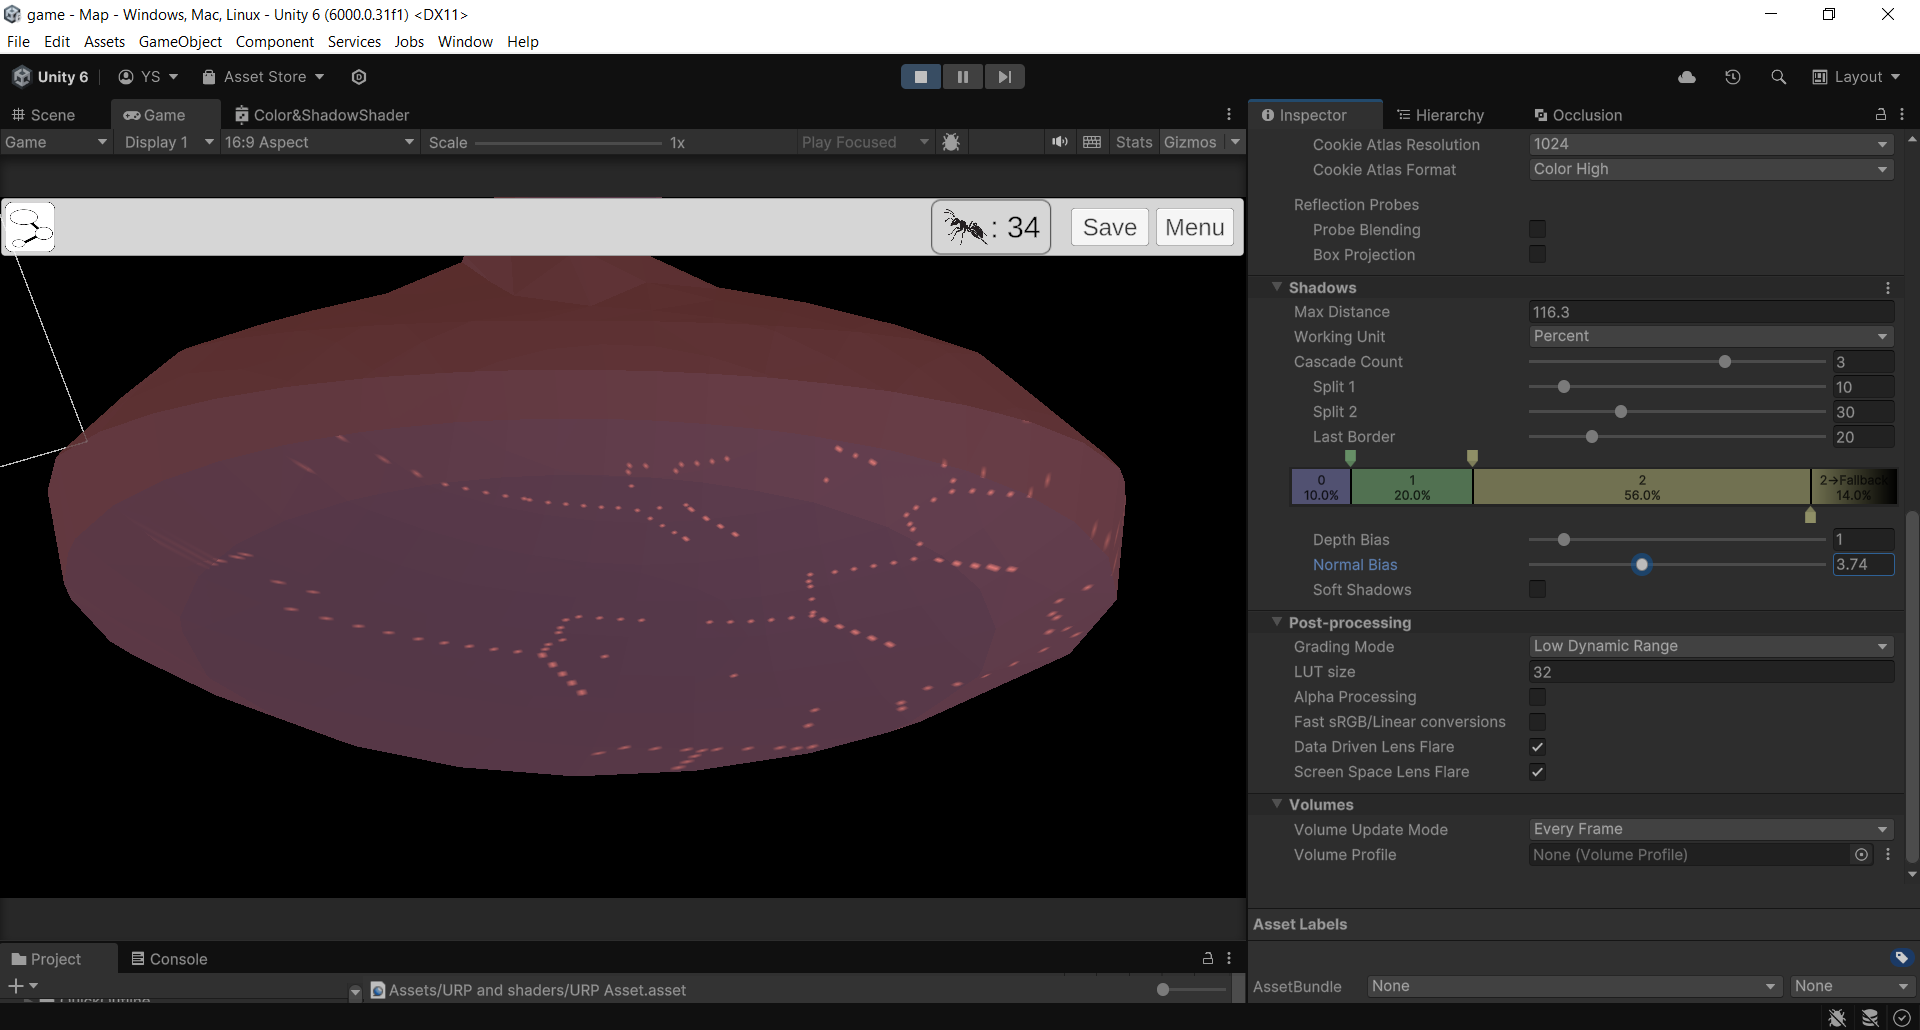 game - Map - Windows, Mac, Linux - Unity 6 (6000.0.31f1) <DX11>
File Edit Assets GameObject Component Services Jobs Window Help
Unity 6 YS Asset Store Layout
Scene Game Color&ShadowShader
Game Display 1 16:9 Aspect Scale 1x Play Focused Stats Gizmos
: 34 Save Menu
Inspector Hierarchy Occlusion
Cookie Atlas Resolution 1024
Cookie Atlas Format Color High
Reflection Probes
Probe Blending
Box Projection
Shadows
Max Distance 116.3
Working Unit Percent
Cascade Count 3
Split 1 10
Split 2 30
Last Border 20
0 1 2 2→Fallback
10.0% 20.0% 56.0% 14.0%
Depth Bias 1
Normal Bias 3.74
Soft Shadows
Post-processing
Grading Mode Low Dynamic Range
LUT size 32
Alpha Processing
Fast sRGB/Linear conversions
Data Driven Lens Flare
Screen Space Lens Flare
Volumes
Volume Update Mode Every Frame
Volume Profile None (Volume Profile)
Asset Labels
AssetBundle None None
Project Console
Assets/URP and shaders/URP Asset.asset